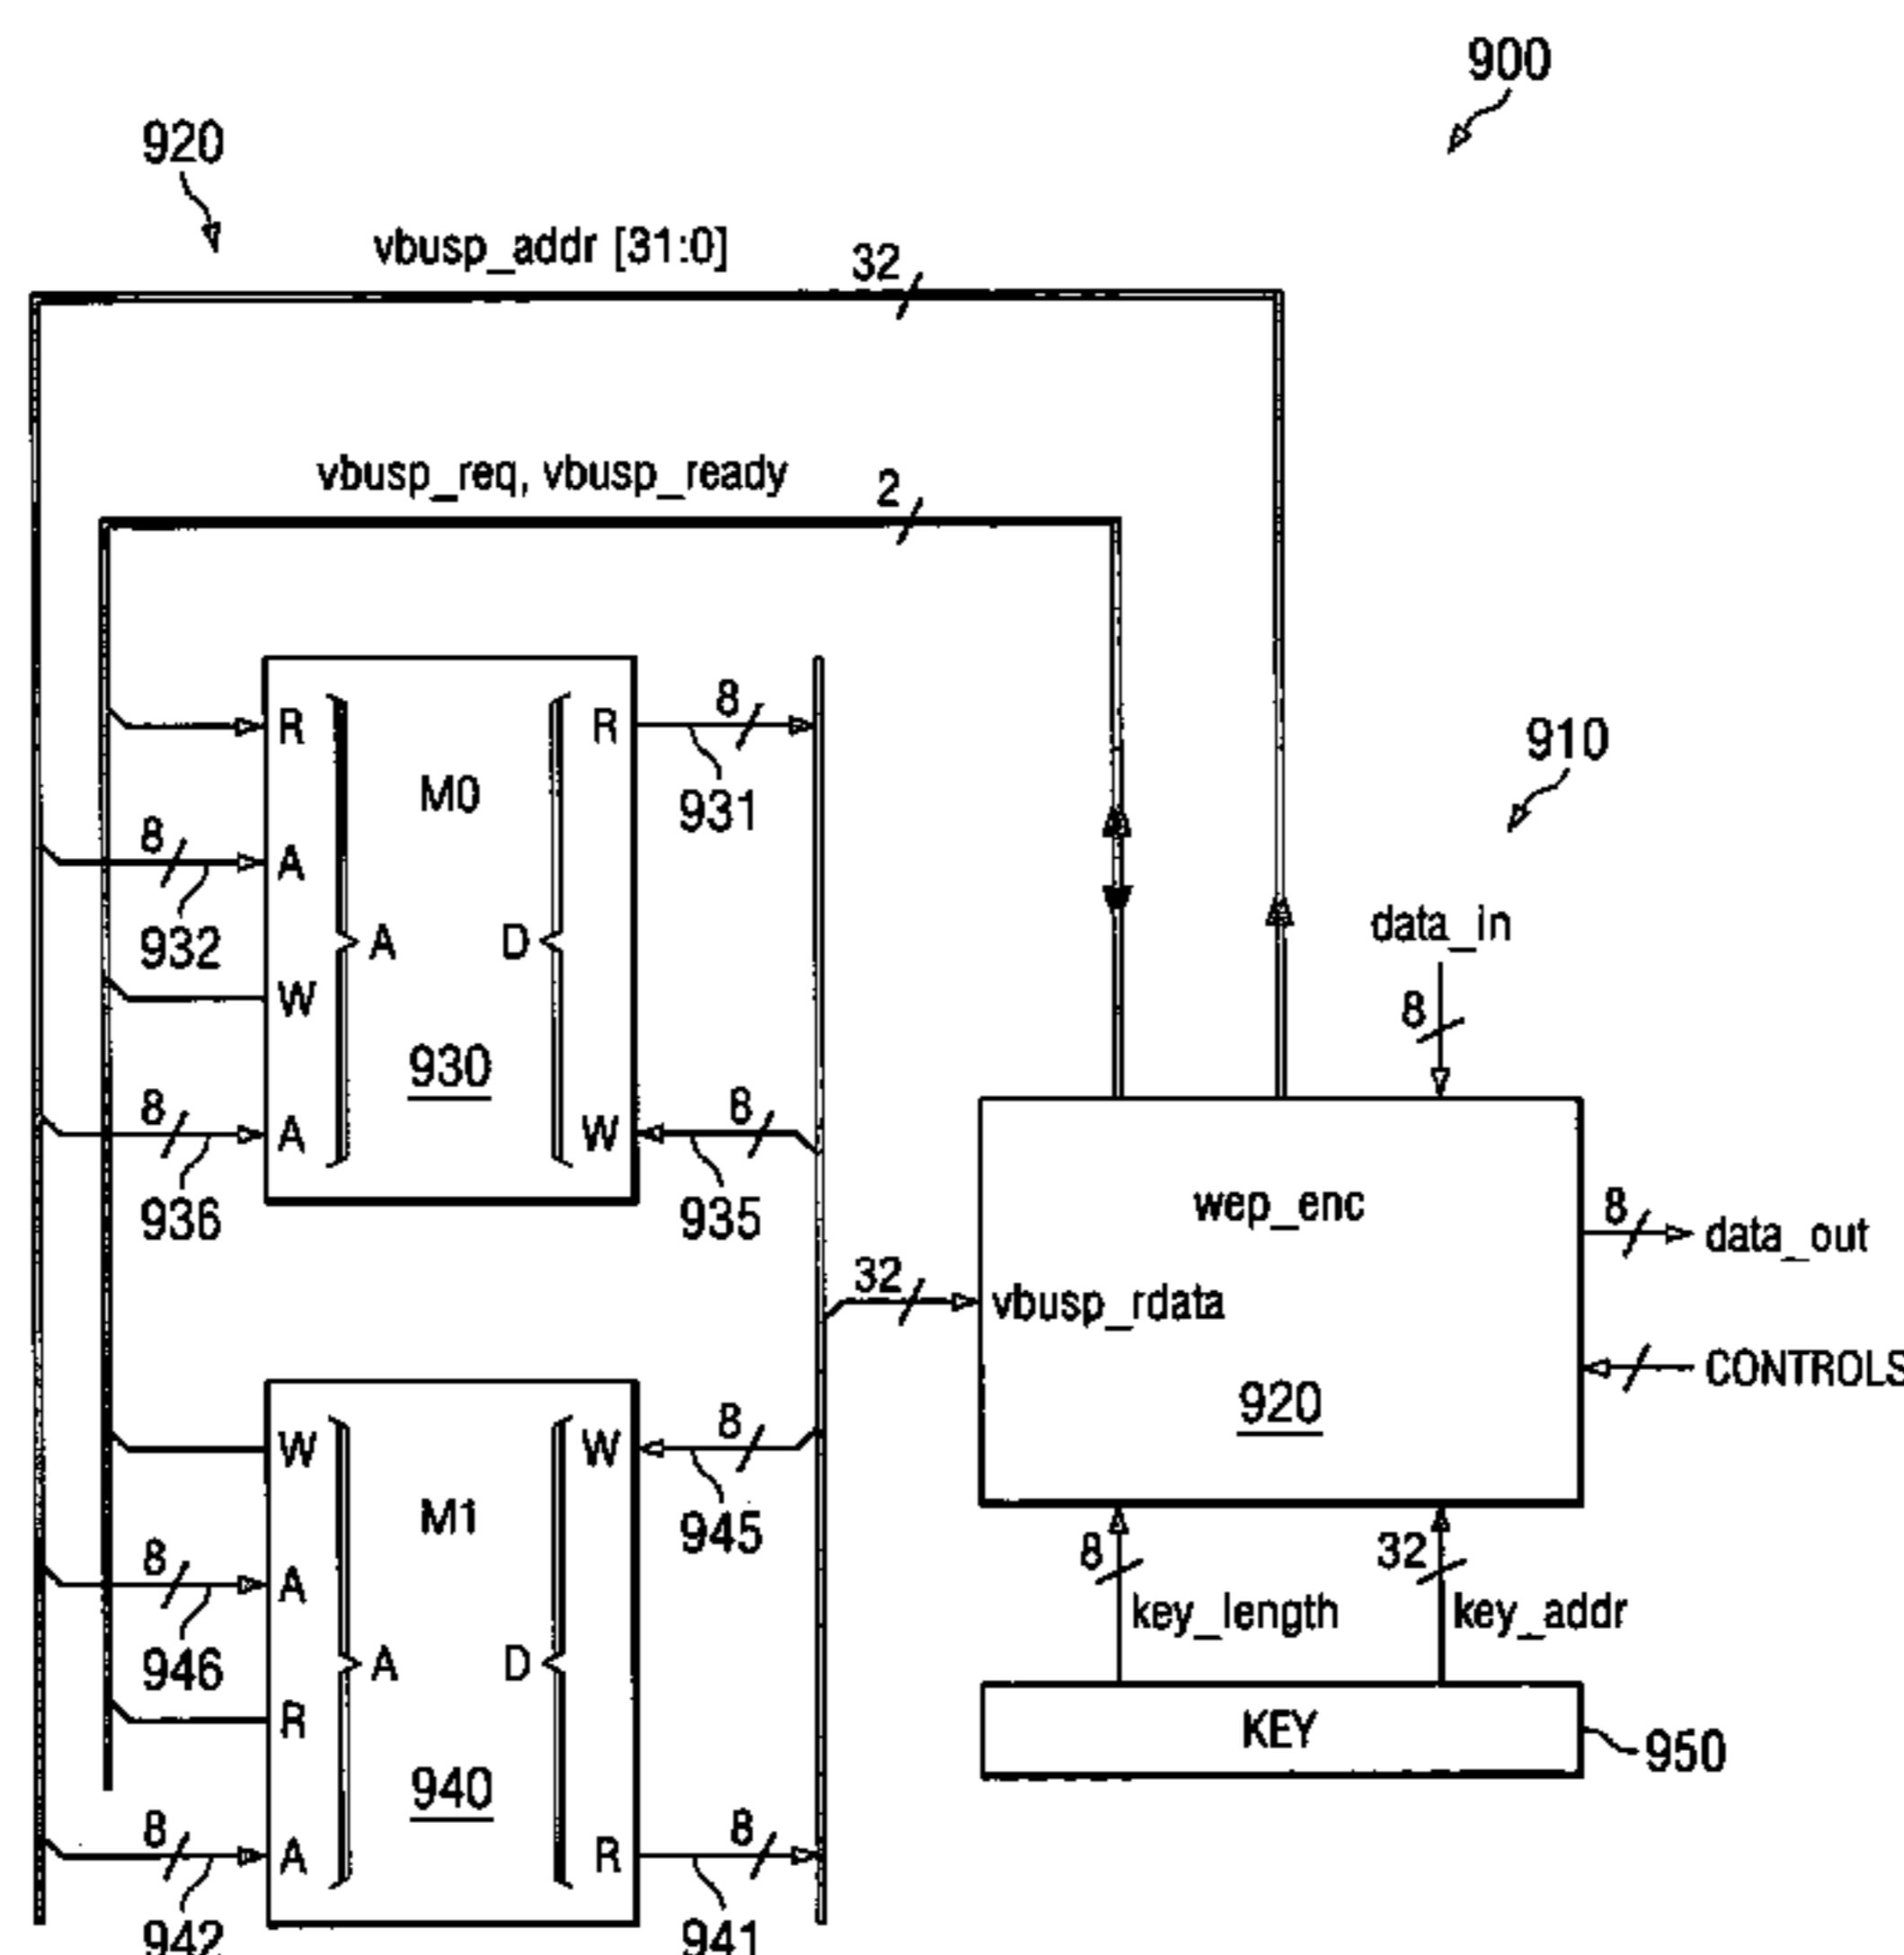 900
920
vbusp_addr [31:0]
32
vbusp_req, vbusp_ready
2
R
R
8
M0
931
910
8
A
932
A
D
data_in
8
W
930
8
A
8
W
936
935
wep_enc
8
data_out
32
vbusp_rdata
CONTROLS
920
W
8
W
M1
945
8
A
8
32
946
key_length
key_addr
A
D
R
KEY
950
940
8
A
8
R
942
941